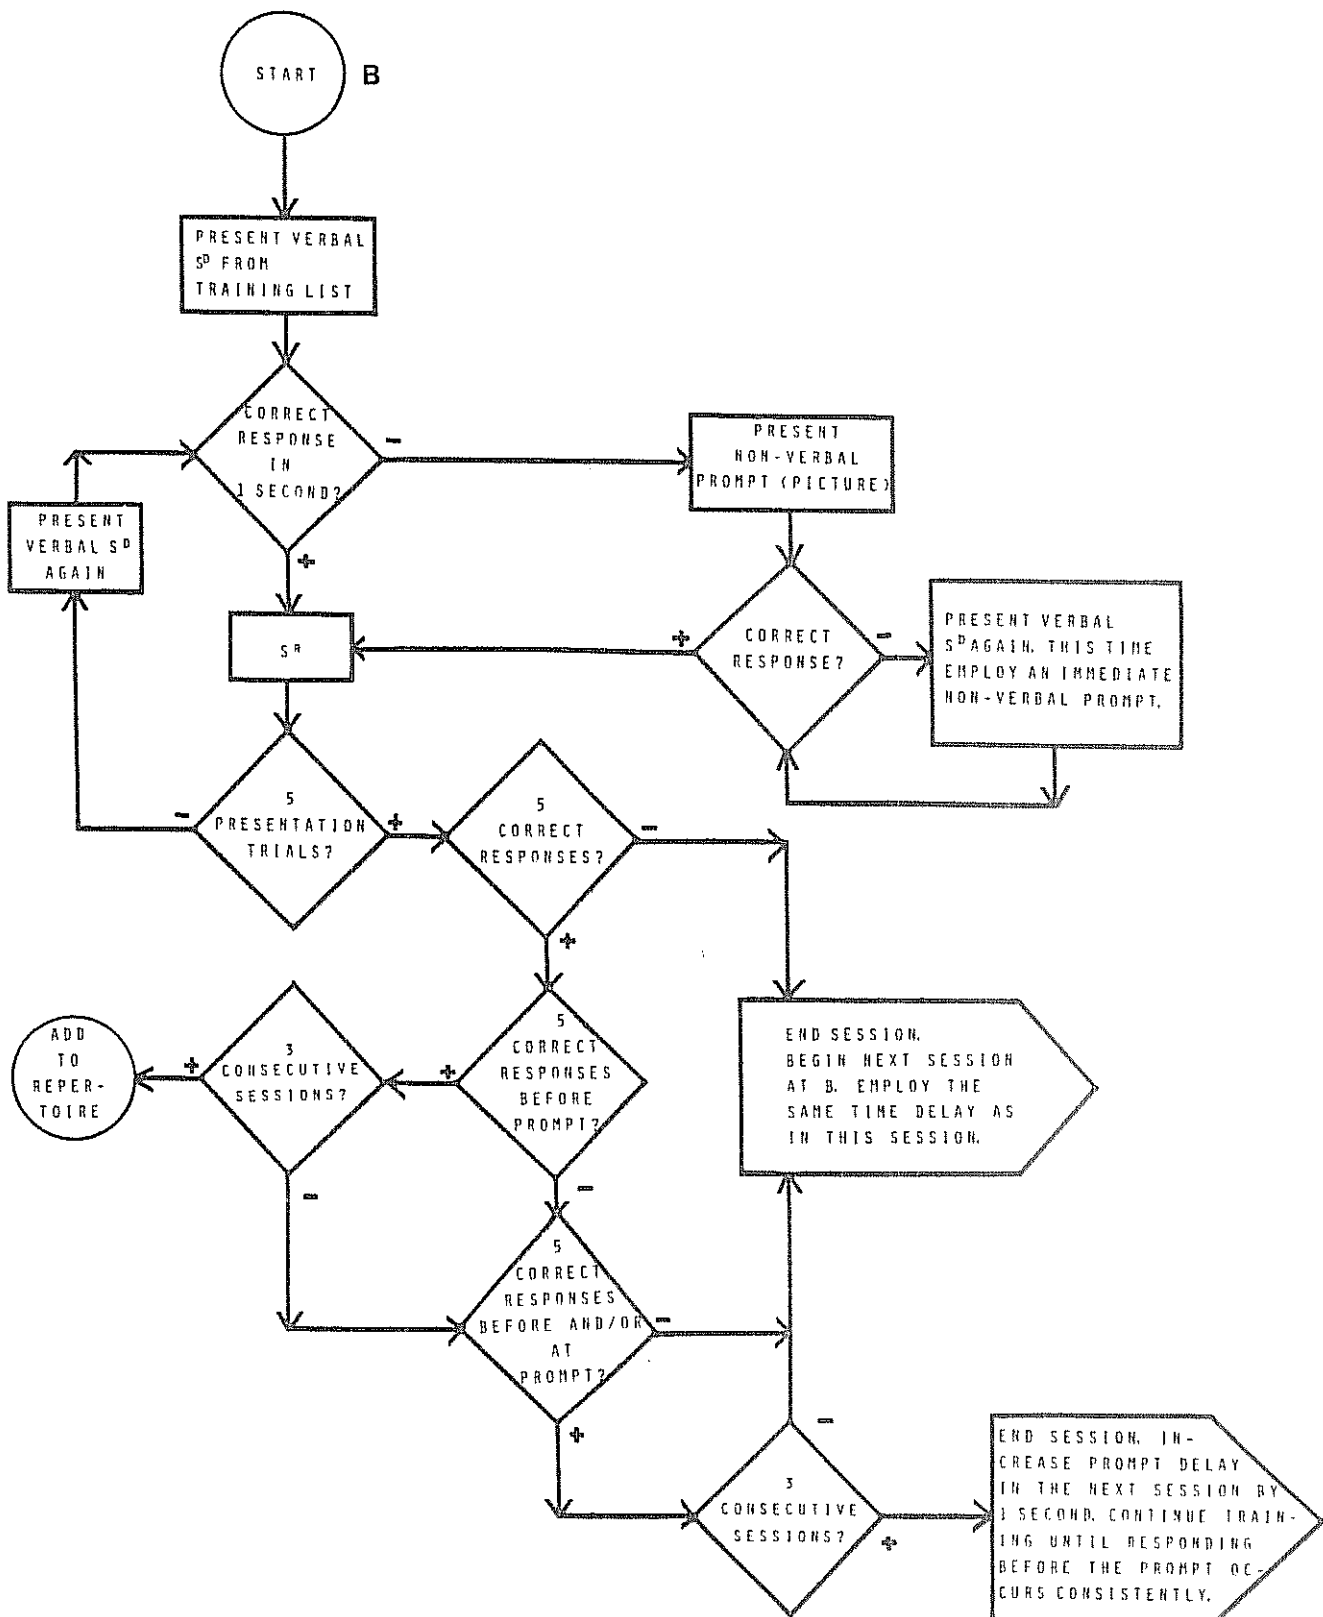 START
B
PRESENT VERBAL
Sᴰ FROM
TRAINING LIST
CORRECT
RESPONSE
IN
1 SECOND?
-
+
PRESENT
NON-VERBAL
PROMPT (PICTURE)
PRESENT
VERBAL Sᴰ
AGAIN
Sᴿ
CORRECT
RESPONSE?
+
-
PRESENT VERBAL
Sᴰ AGAIN. THIS TIME
EMPLOY AN IMMEDIATE
NON-VERBAL PROMPT.
5
PRESENTATION
TRIALS?
-
+
5
CORRECT
RESPONSES?
-
+
ADD
TO
REPER-
TOIRE
3
CONSECUTIVE
SESSIONS?
+
-
5
CORRECT
RESPONSES
BEFORE
PROMPT?
+
-
END SESSION.
BEGIN NEXT SESSION
AT B. EMPLOY THE
SAME TIME DELAY AS
IN THIS SESSION.
5
CORRECT
RESPONSES
BEFORE AND/OR
AT
PROMPT?
-
+
3
CONSECUTIVE
SESSIONS?
-
+
END SESSION. IN-
CREASE PROMPT DELAY
IN THE NEXT SESSION BY
1 SECOND. CONTINUE TRAIN-
ING UNTIL RESPONDING
BEFORE THE PROMPT OC-
CURS CONSISTENTLY.